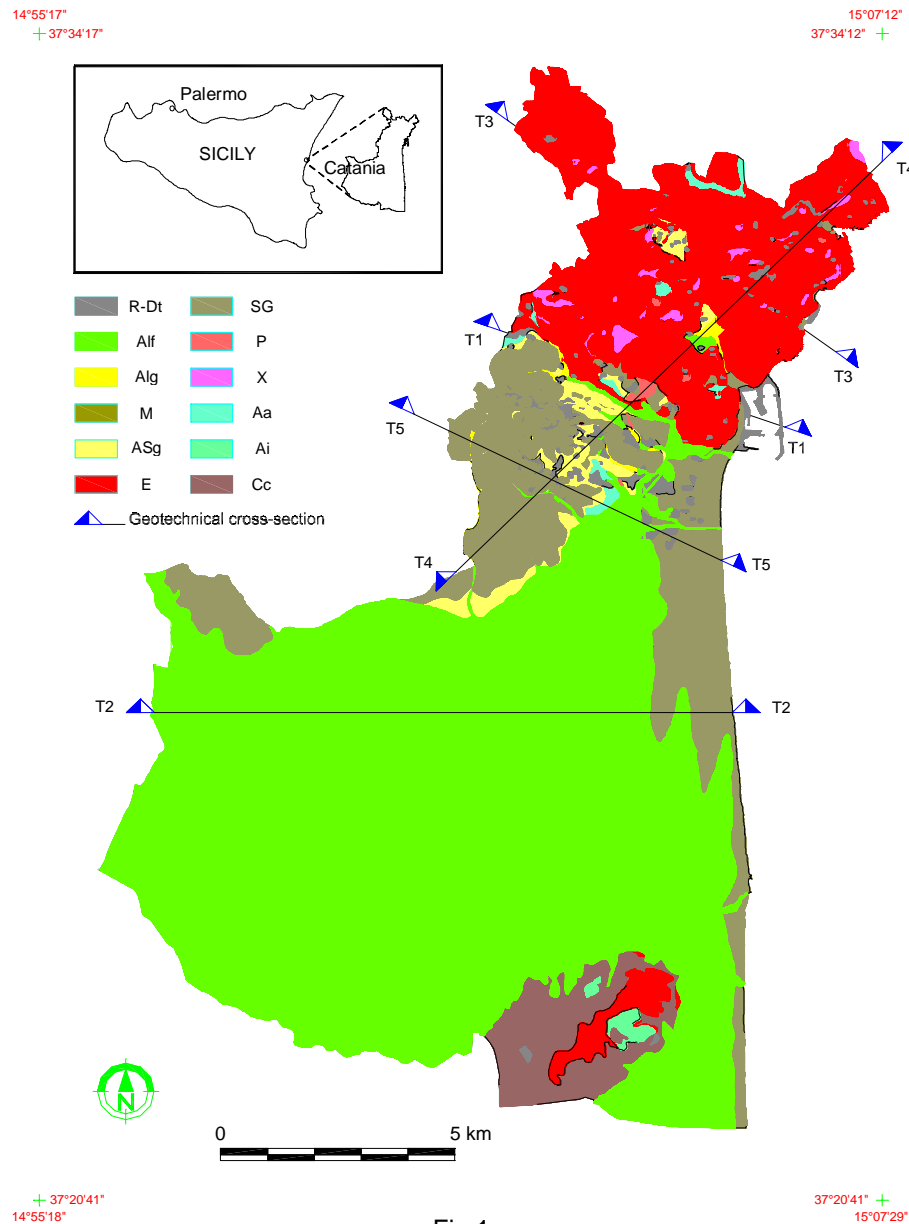 14°55'17" 15°07'12"
37°34'17" 37°34'12"
Palermo
SICILY
Catania
T3
T4
T1
T3
T5
T1
R-Dt SG
Alf P
Alg X
M Aa
ASg Ai
E Cc
Geotechnical cross-section
T4
T5
T2 T2
N
0 5 km
37°20'41" 37°20'41"
14°55'18" 15°07'29"